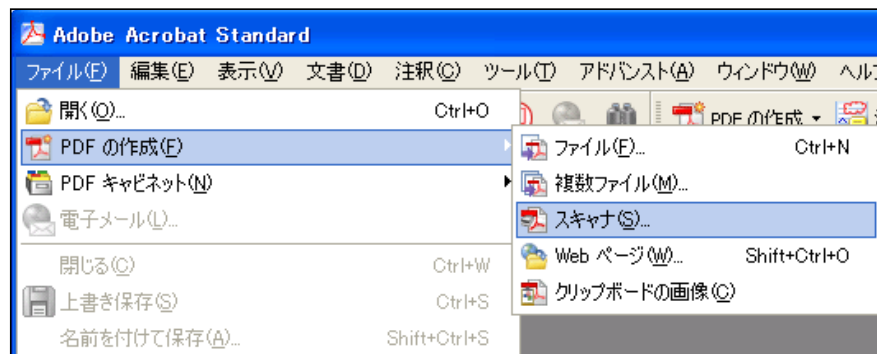 Adobe Acrobat Standard
ファイル(F) 編集(E) 表示(V) 文書(D) 注釈(C) ツール(T) アドバンスト(A) ウィンドウ(W)
開く(O)... Ctrl+O
PDF の作成 ▾
PDF の作成(F)
ファイル(F)... Ctrl+N
PDF キャビネット(N)
複数ファイル(M)...
電子メール(L)...
スキャナ(S)...
Web ページ(W)... Shift+Ctrl+O
閉じる(C) Ctrl+W
クリップボードの画像(C)
上書き保存(S) Ctrl+S
名前を付けて保存(A)... Shift+Ctrl+S